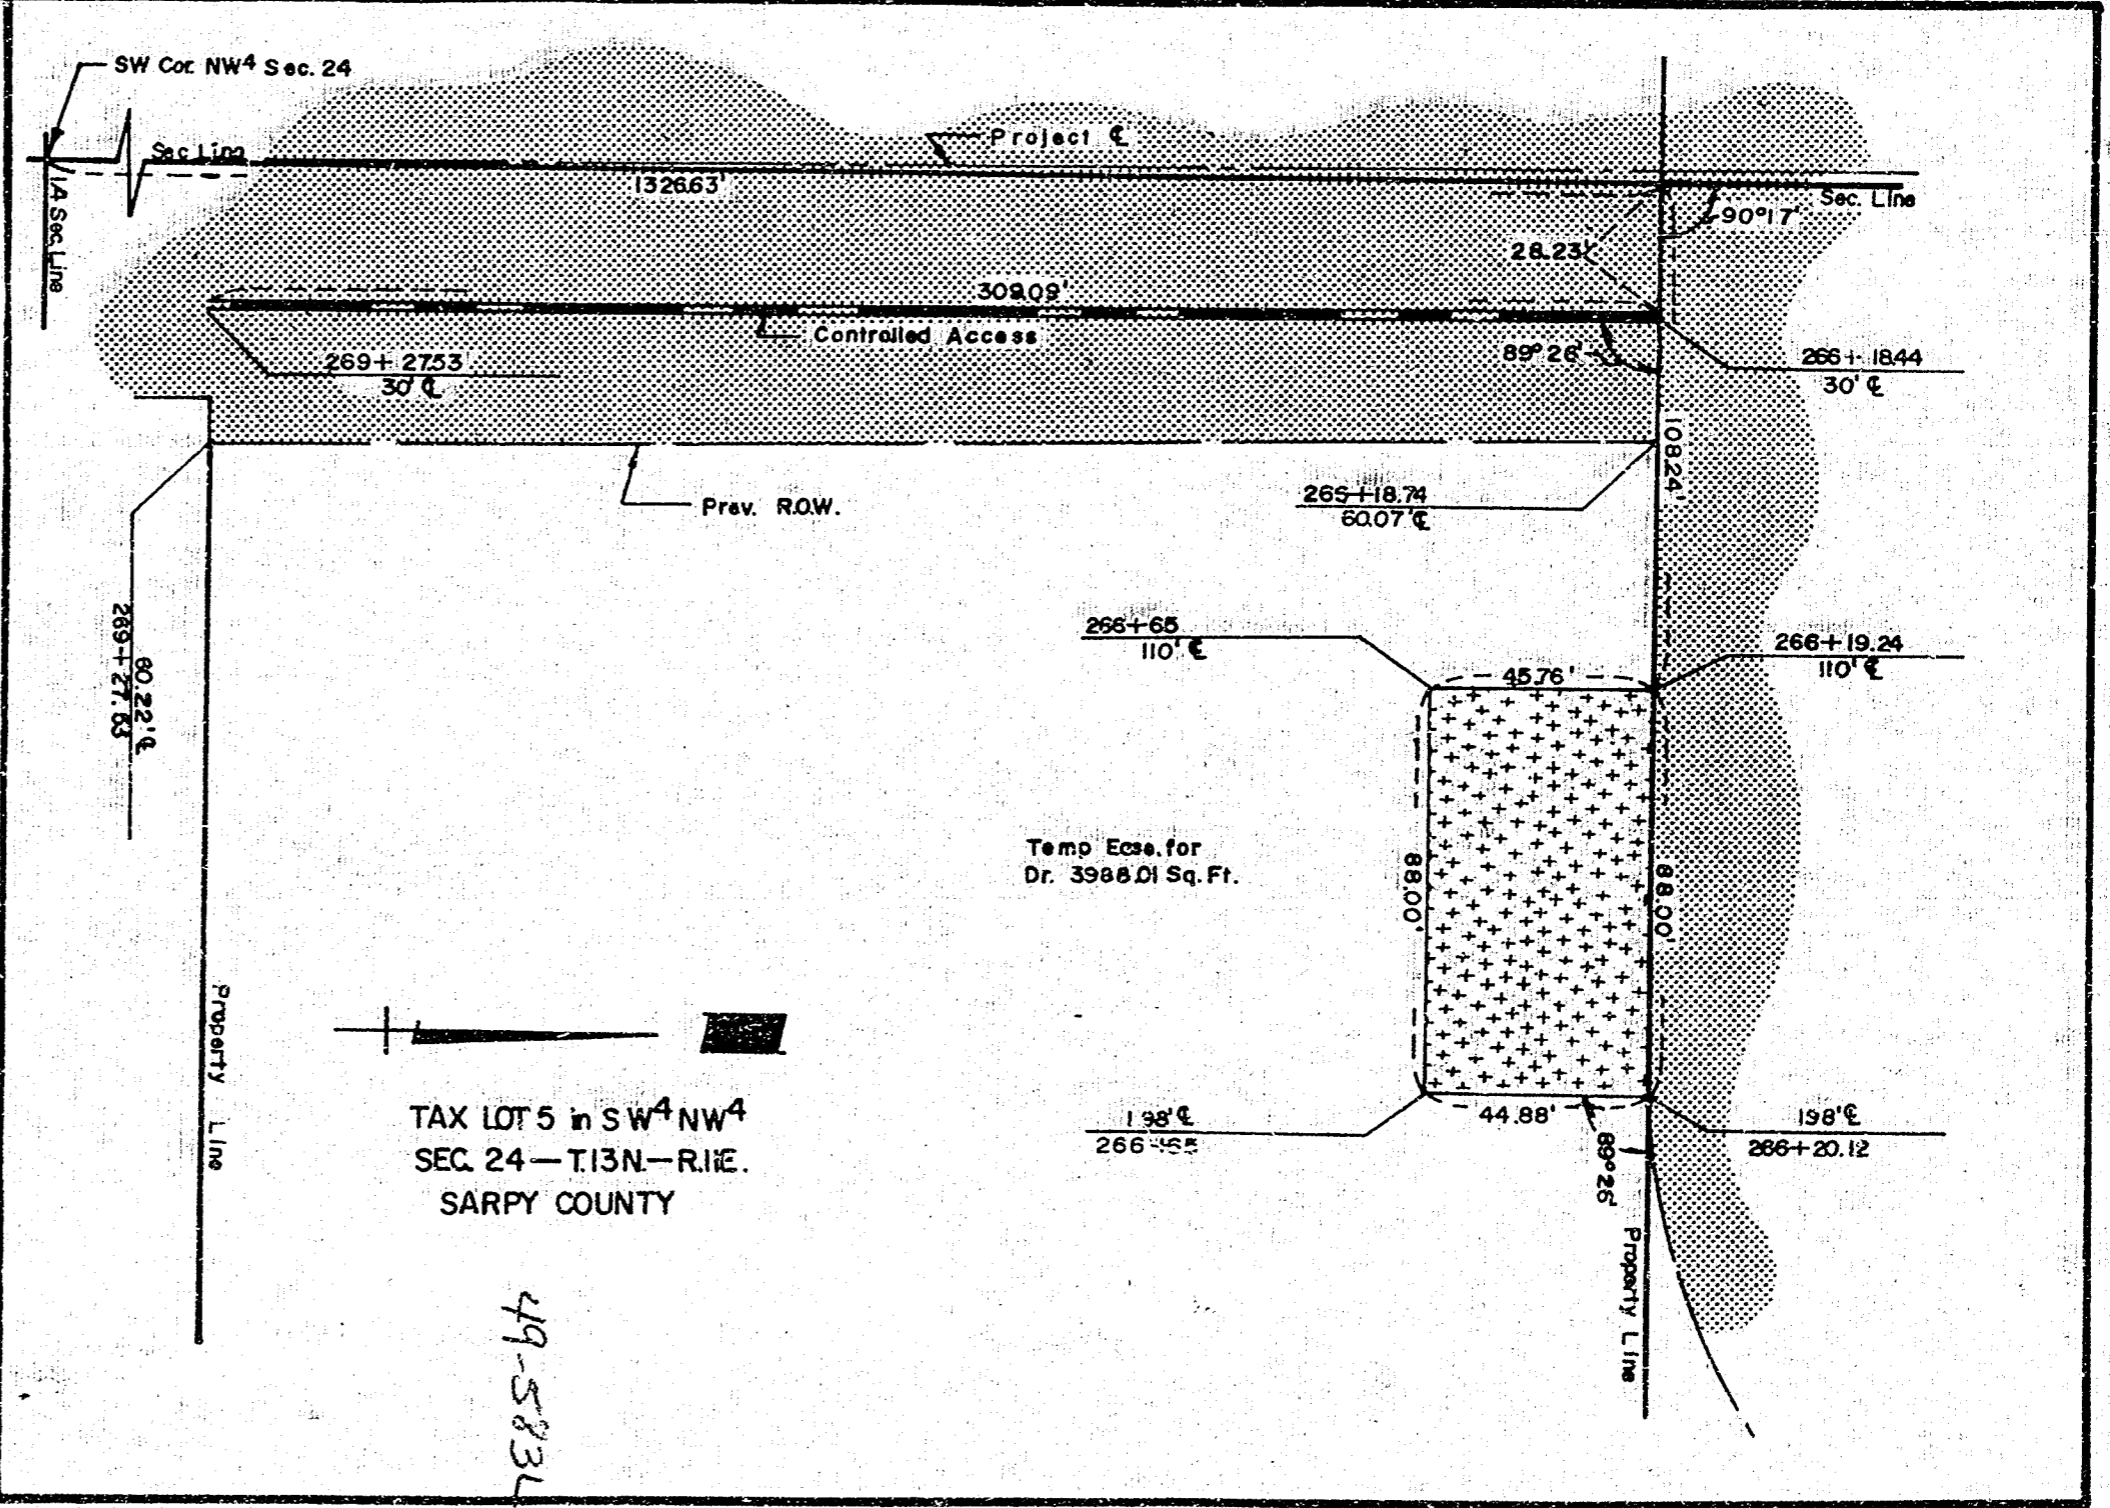 SW Cor. NW4 Sec. 24
Sec Line
Project ℄
1326.63'
Sec. Line
90°17'
28.23'
1/4 Sec. Line
309.09'
Controlled Access
89°26'
269+27.53
30' ℄
266+18.44
30' ℄
108.24'
Prev. R.O.W.
266+18.74
60.07' ℄
60.22' ℄
269+27.53
266+65
110' ℄
45.76'
266+19.24
110' ℄
Temp Ease. for
Dr. 3988.01 Sq. Ft.
88.00'
88.00'
Property Line
TAX LOT 5 in SW4 NW4
SEC. 24—T.13N.—R.11E.
SARPY COUNTY
198' ℄
266+65
44.88'
89°26'
198' ℄
266+20.12
Property Line